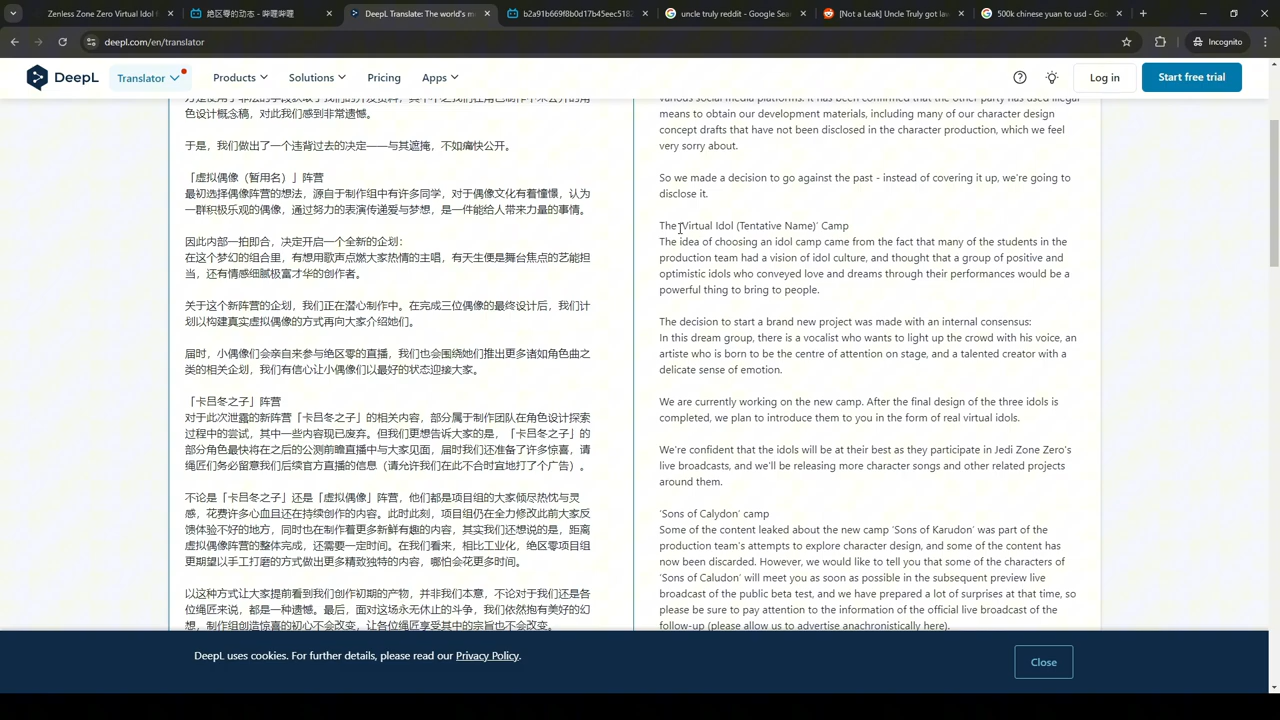 Zenless Zone Zero Virtual Idol F
绝区零的动态 - 哔哩哔哩
DeepL Translate: The world's m
b2a91b669f8b0d17b45eec5182
uncle truly reddit - Google Sea
[Not a Leak] Uncle Truly got la
500k chinese yuan to usd - Go
deepl.com/en/translator
Incognito
DeepL
Translator
Products
Solutions
Pricing
Apps
Log in
Start free trial
色设计概念稿，对此我们感到非常遗憾。
于是，我们做出了一个违背过去的决定——与其遮掩，不如痛快公开。
「虚拟偶像（暂用名）」阵营
最初选择偶像阵营的想法，源自于制作组中有许多同学，对于偶像文化有着憧憬，认为
一群积极乐观的偶像，通过努力的表演传递爱与梦想，是一件能给人带来力量的事情。
因此内部一拍即合，决定开启一个全新的企划：
在这个梦幻的组合里，有想用歌声点燃大家热情的主唱，有天生便是舞台焦点的艺能担
当，还有情感细腻极富才华的创作者。
关于这个新阵营的企划，我们正在潜心制作中。在完成三位偶像的最终设计后，我们计
划以构建真实虚拟偶像的方式再向大家介绍她们。
届时，小偶像们会亲自来参与绝区零的直播，我们也会围绕她们推出更多诸如角色曲之
类的相关企划，我们有信心让小偶像们以最好的状态迎接大家。
「卡吕冬之子」阵营
对于此次泄露的新阵营「卡吕冬之子」的相关内容，部分属于制作团队在角色设计探索
过程中的尝试，其中一些内容现已废弃。但我们更想告诉大家的是，「卡吕冬之子」的
部分角色最快将在之后的公测前瞻直播中与大家见面，届时我们还准备了许多惊喜，请
绳匠们务必留意我们后续官方直播的信息（请允许我们在此不合时宜地打了个广告）。
不论是「卡吕冬之子」还是「虚拟偶像」阵营，他们都是项目组的大家倾尽热忱与灵
感，花费许多心血且还在持续创作的内容。此时此刻，项目组仍在全力修改此前大家反
馈体验不好的地方，同时也在制作着更多新鲜有趣的内容，其实我们还想说的是，距离
虚拟偶像阵营的整体完成，还需要一定时间。在我们看来，相比工业化，绝区零项目组
更期望以手工打磨的方式做出更多精致独特的内容，哪怕会花更多时间。
以这种方式让大家提前看到我们创作初期的产物，并非我们本意，不论对于我们还是各
位绳匠来说，都是一种遗憾。最后，面对这场永无休止的斗争，我们依然抱有美好的幻
想，制作组创造惊喜的初心不会改变，让各位绳匠享受其中的宗旨也不会改变。
various social media platforms. It has been confirmed that the other party has used illegal
means to obtain our development materials, including many of our character design
concept drafts that have not been disclosed in the character production, which we feel
very sorry about.
So we made a decision to go against the past - instead of covering it up, we're going to
disclose it.
The 'Virtual Idol (Tentative Name)' Camp
The idea of choosing an idol camp came from the fact that many of the students in the
production team had a vision of idol culture, and thought that a group of positive and
optimistic idols who conveyed love and dreams through their performances would be a
powerful thing to bring to people.
The decision to start a brand new project was made with an internal consensus:
In this dream group, there is a vocalist who wants to light up the crowd with his voice, an
artiste who is born to be the centre of attention on stage, and a talented creator with a
delicate sense of emotion.
We are currently working on the new camp. After the final design of the three idols is
completed, we plan to introduce them to you in the form of real virtual idols.
We're confident that the idols will be at their best as they participate in Jedi Zone Zero's
live broadcasts, and we'll be releasing more character songs and other related projects
around them.
'Sons of Calydon' camp
Some of the content leaked about the new camp 'Sons of Karudon' was part of the
production team's attempts to explore character design, and some of the content has
now been discarded. However, we would like to tell you that some of the characters of
'Sons of Caludon' will meet you as soon as possible in the subsequent preview live
broadcast of the public beta test, and we have prepared a lot of surprises at that time, so
please be sure to pay attention to the information of the official live broadcast of the
follow-up (please allow us to advertise anachronistically here).
DeepL uses cookies. For further details, please read our Privacy Policy.
Close